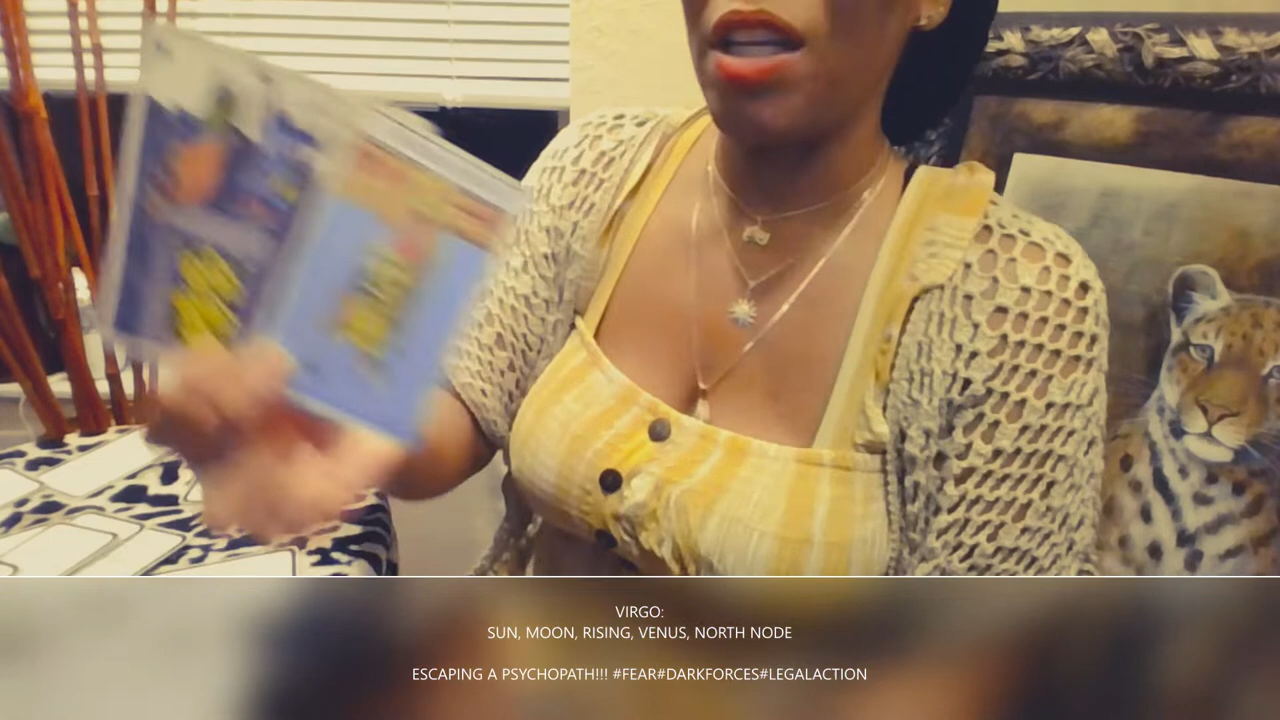 VIRGO:
SUN, MOON, RISING, VENUS, NORTH NODE
ESCAPING A PSYCHOPATH!!! #FEAR#DARKFORCES#LEGALACTION